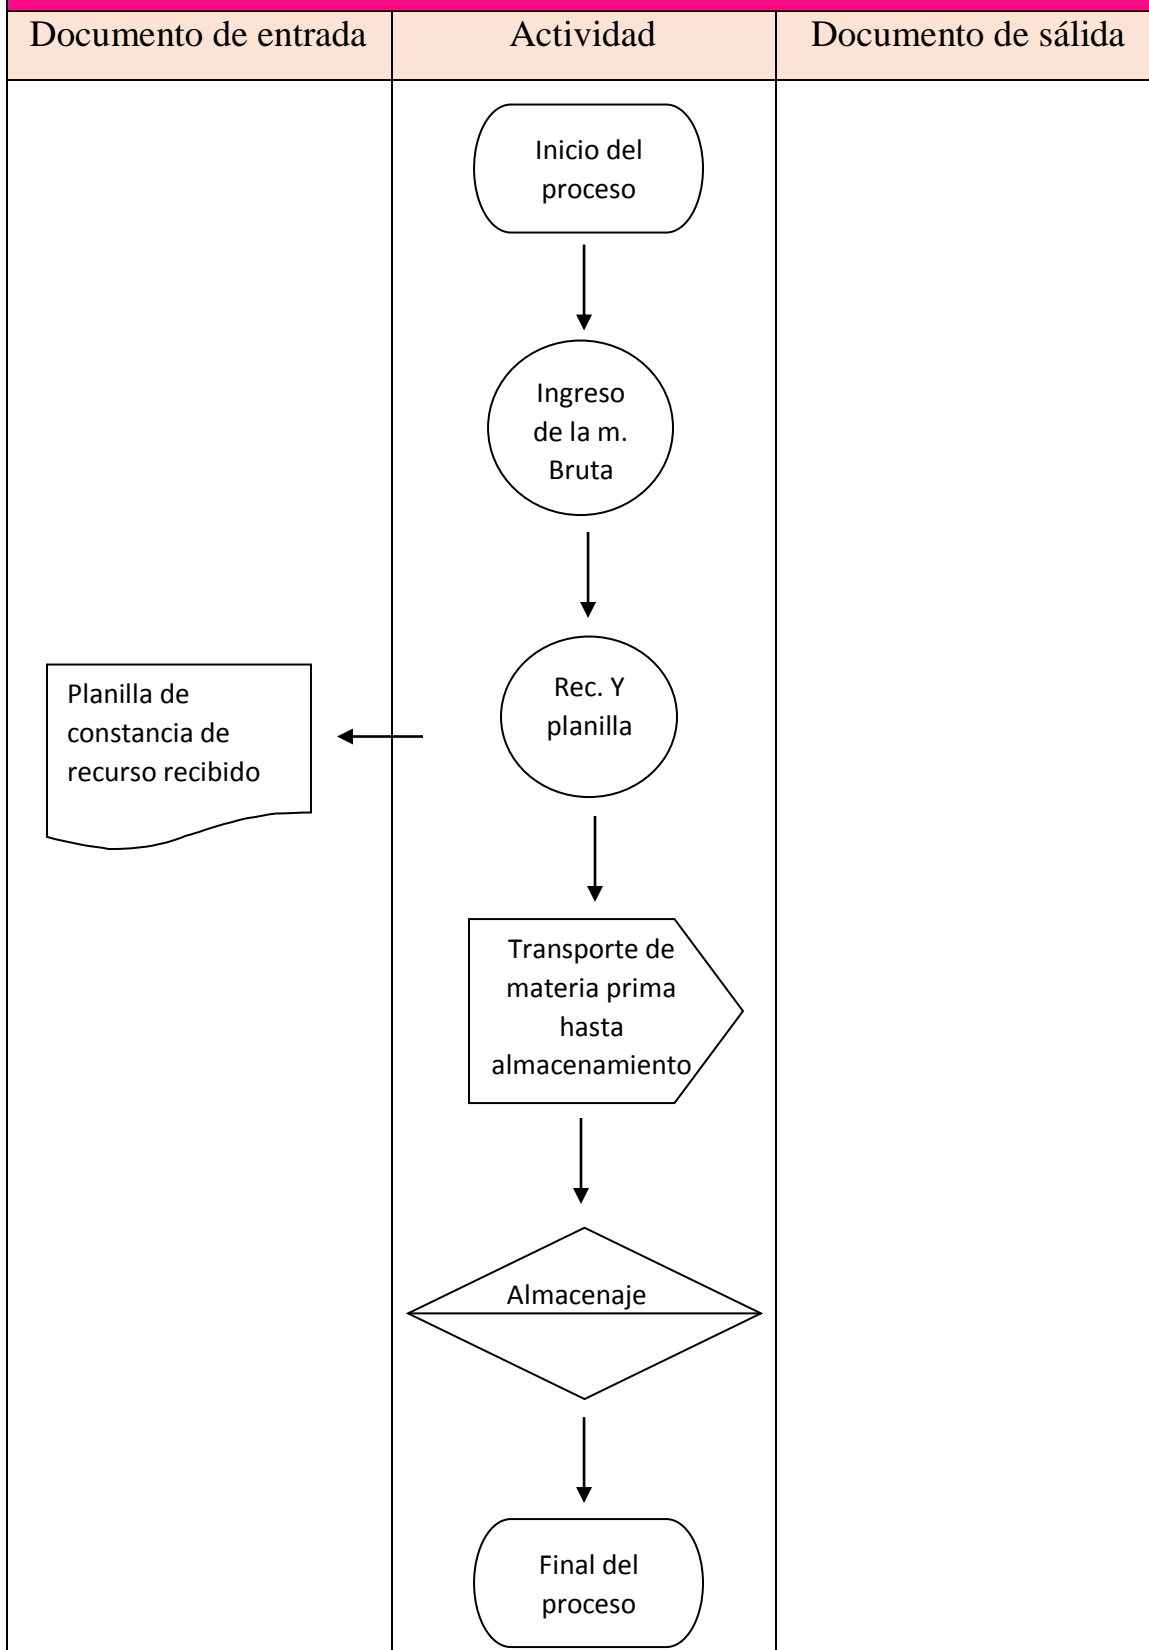 Documento de entrada
Actividad
Documento de sálida
Inicio del
proceso
Ingreso
de la m.
Bruta
Rec. Y
planilla
Planilla de
constancia de
recurso recibido
Transporte de
materia prima
hasta
almacenamiento
Almacenaje
Final del
proceso